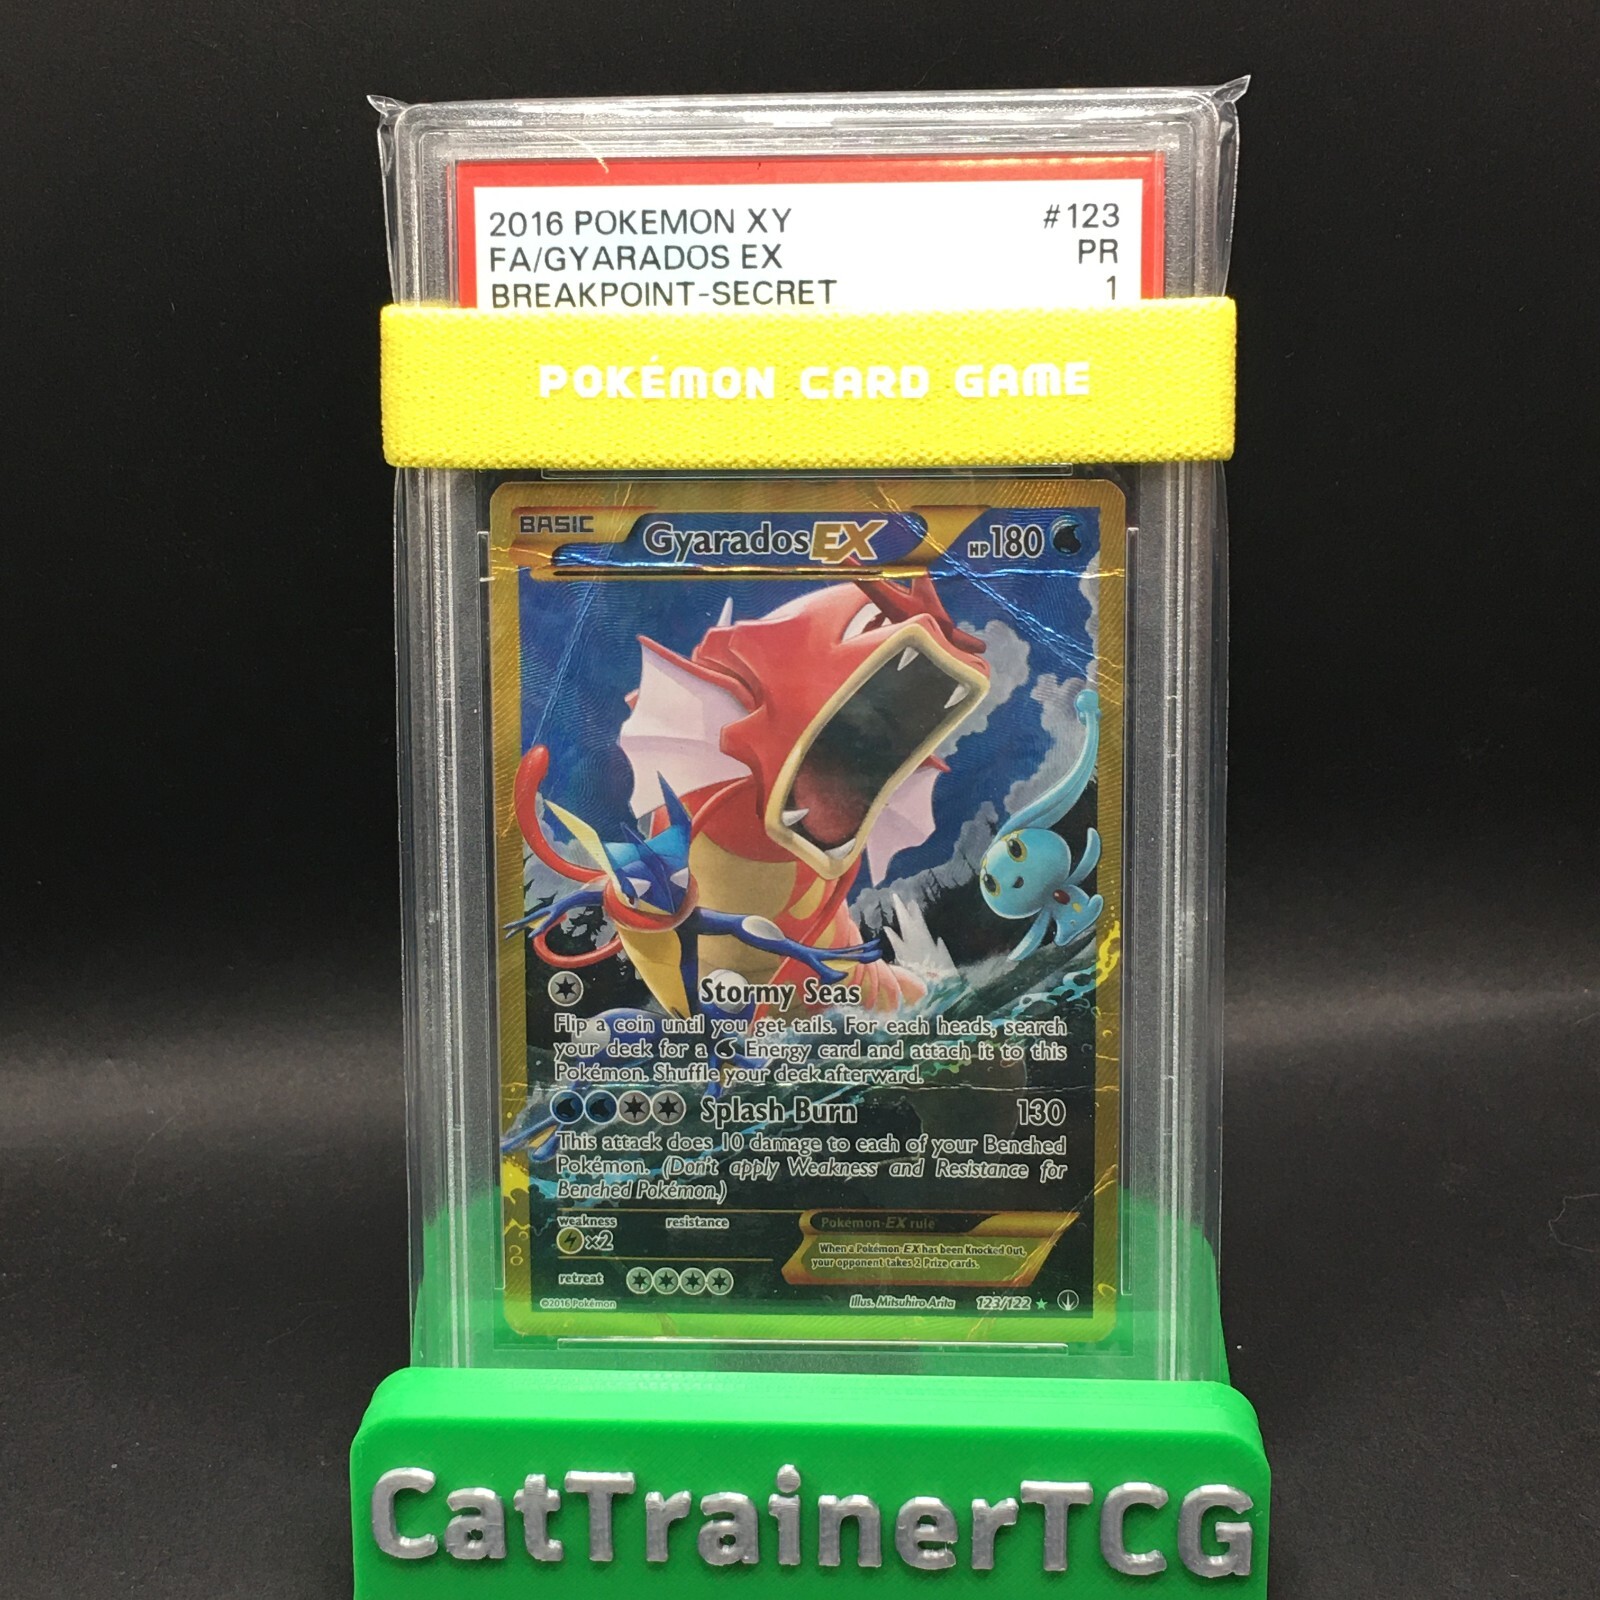 2016 POKEMON XY #123
FA/GYARADOS EX PR
BREAKPOINT-SECRET 1
POKÉMON CARD GAME
BASIC GyaradosEX HP180
Stormy Seas
Flip a coin until you get tails. For each heads, search
your deck for a Energy card and attach it to this
Pokémon. Shuffle your deck afterward.
Splash Burn 130
This attack does 10 damage to each of your Benched
Pokémon. (Don't apply Weakness and Resistance for
Benched Pokémon.)
weakness resistance
x2
Pokémon-EX rule
When a Pokémon-EX has been Knocked Out,
your opponent takes 2 Prize cards.
retreat
©2016 Pokémon Illus. Mitsuhiro Arita 123/122 ★
CatTrainerTCG